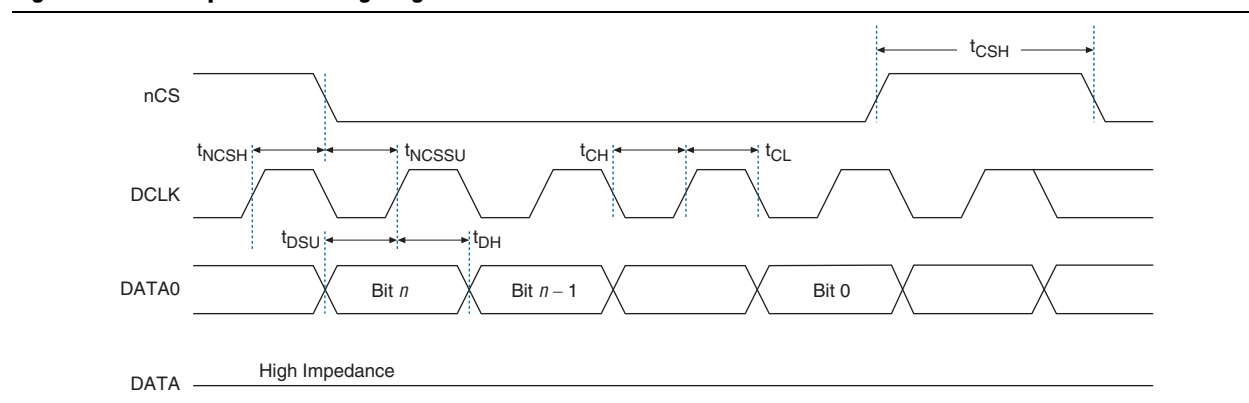 tCSH
nCS
tNCSH
tNCSSU
tCH
tCL
DCLK
tDSU
tDH
DATA0
Bit n
Bit n – 1
Bit 0
High Impedance
DATA